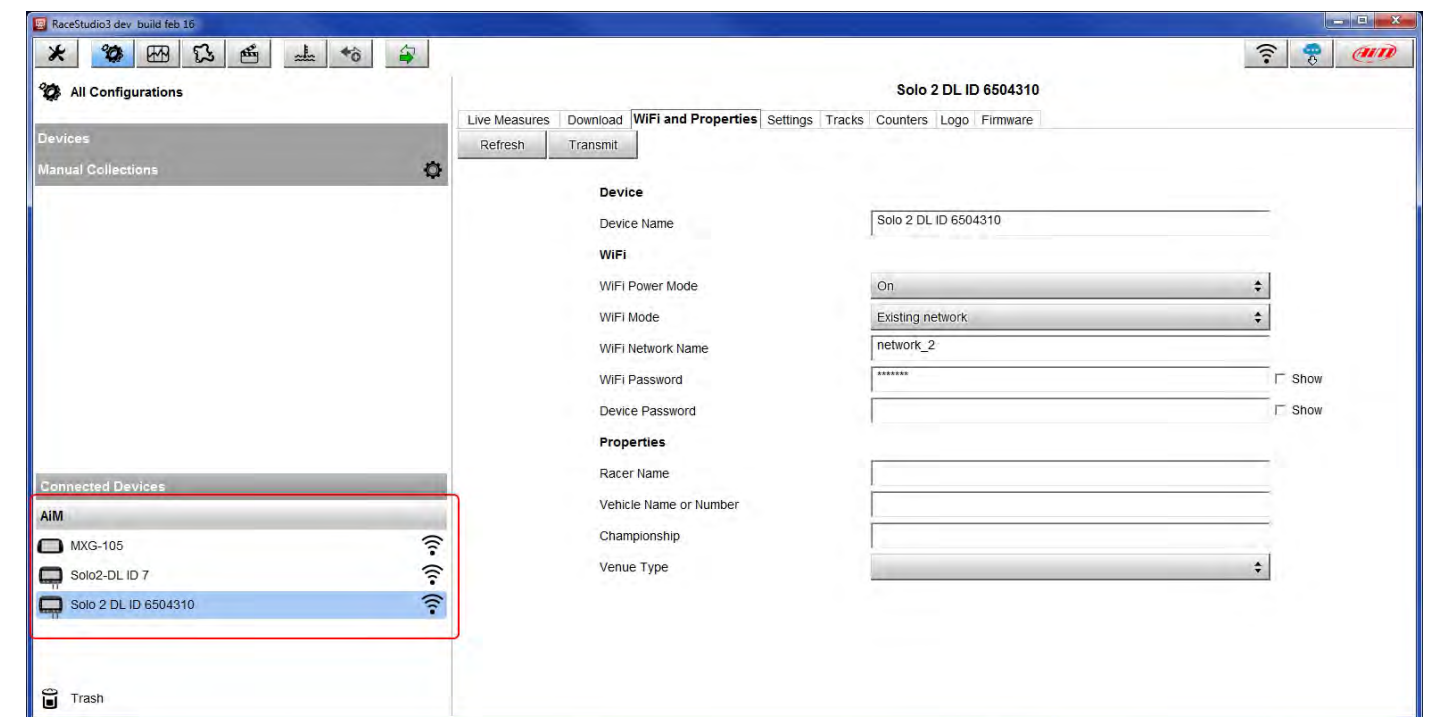 RaceStudio3 dev build feb 16
AiM
All Configurations
Solo 2 DL ID 6504310
Live Measures Download WiFi and Properties Settings Tracks Counters Logo Firmware
Devices
Refresh Transmit
Manual Collections
Device
Device Name Solo 2 DL ID 6504310
WiFi
WiFi Power Mode On
WiFi Mode Existing network
WiFi Network Name network_2
WiFi Password ******* Show
Device Password Show
Properties
Racer Name
Connected Devices
Vehicle Name or Number
AiM
Championship
MXG-105
Venue Type
Solo2-DL ID 7
Solo 2 DL ID 6504310
Trash